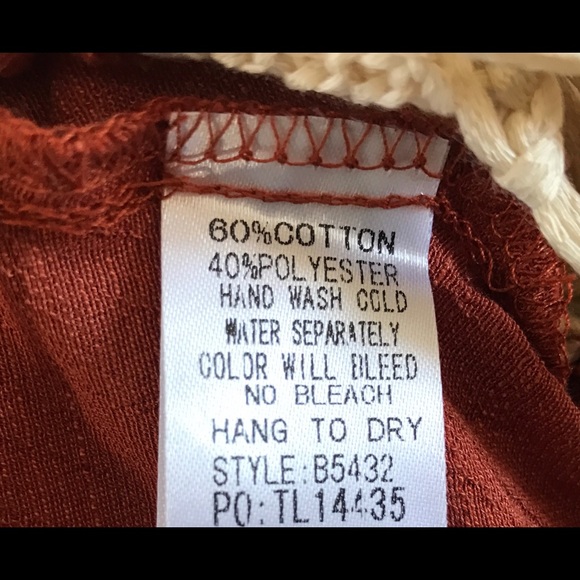 60%COTTON
40%POLYESTER
HAND WASH COLD
WATER SEPARATELY
COLOR WILL BLEED
NO BLEACH
HANG TO DRY
STYLE:B5432
PO:TL14435